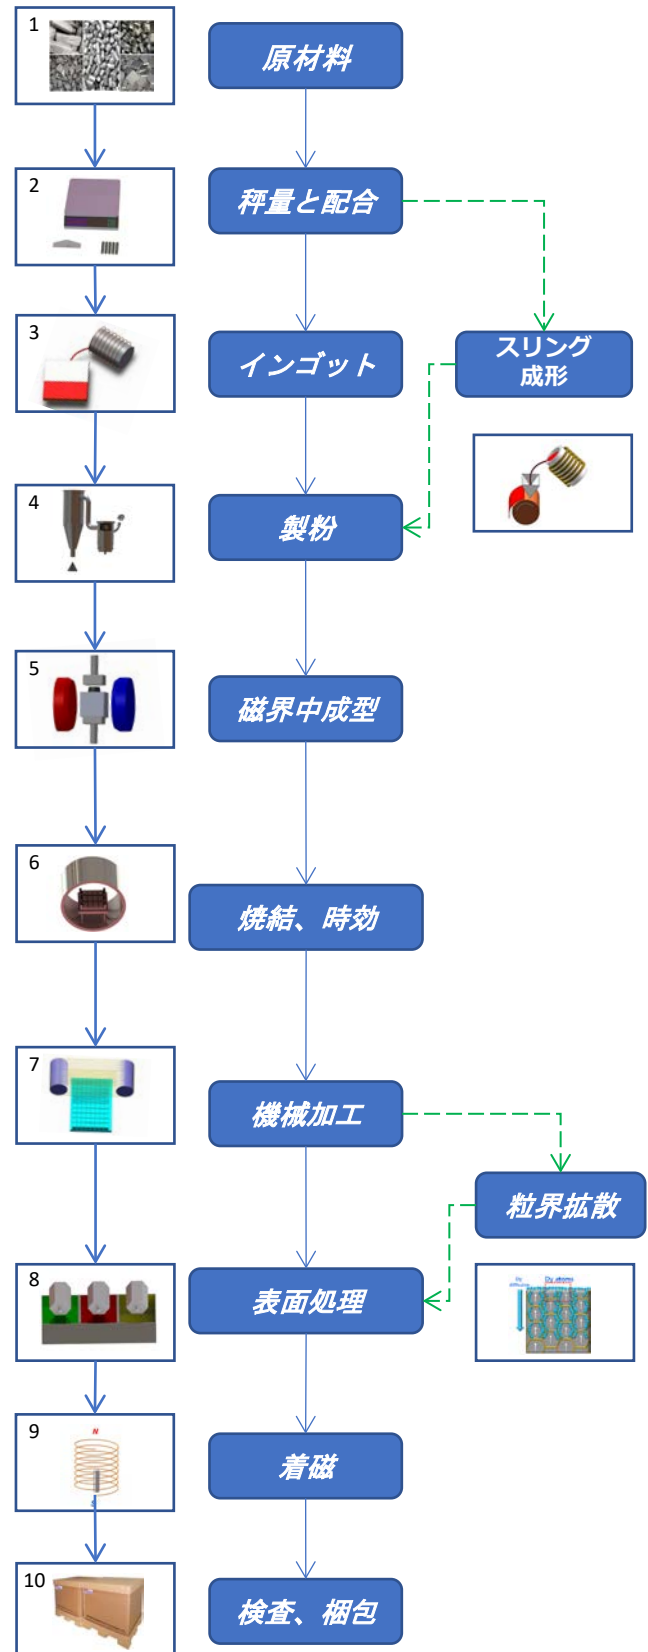 1
原材料
2
秤量と配合
3
インゴット
スリング
成形
4
製粉
5
磁界中成型
6
焼結、時効
7
機械加工
粒界拡散
8
表面処理
Dy atoms
9
N
S
着磁
10
検査、梱包